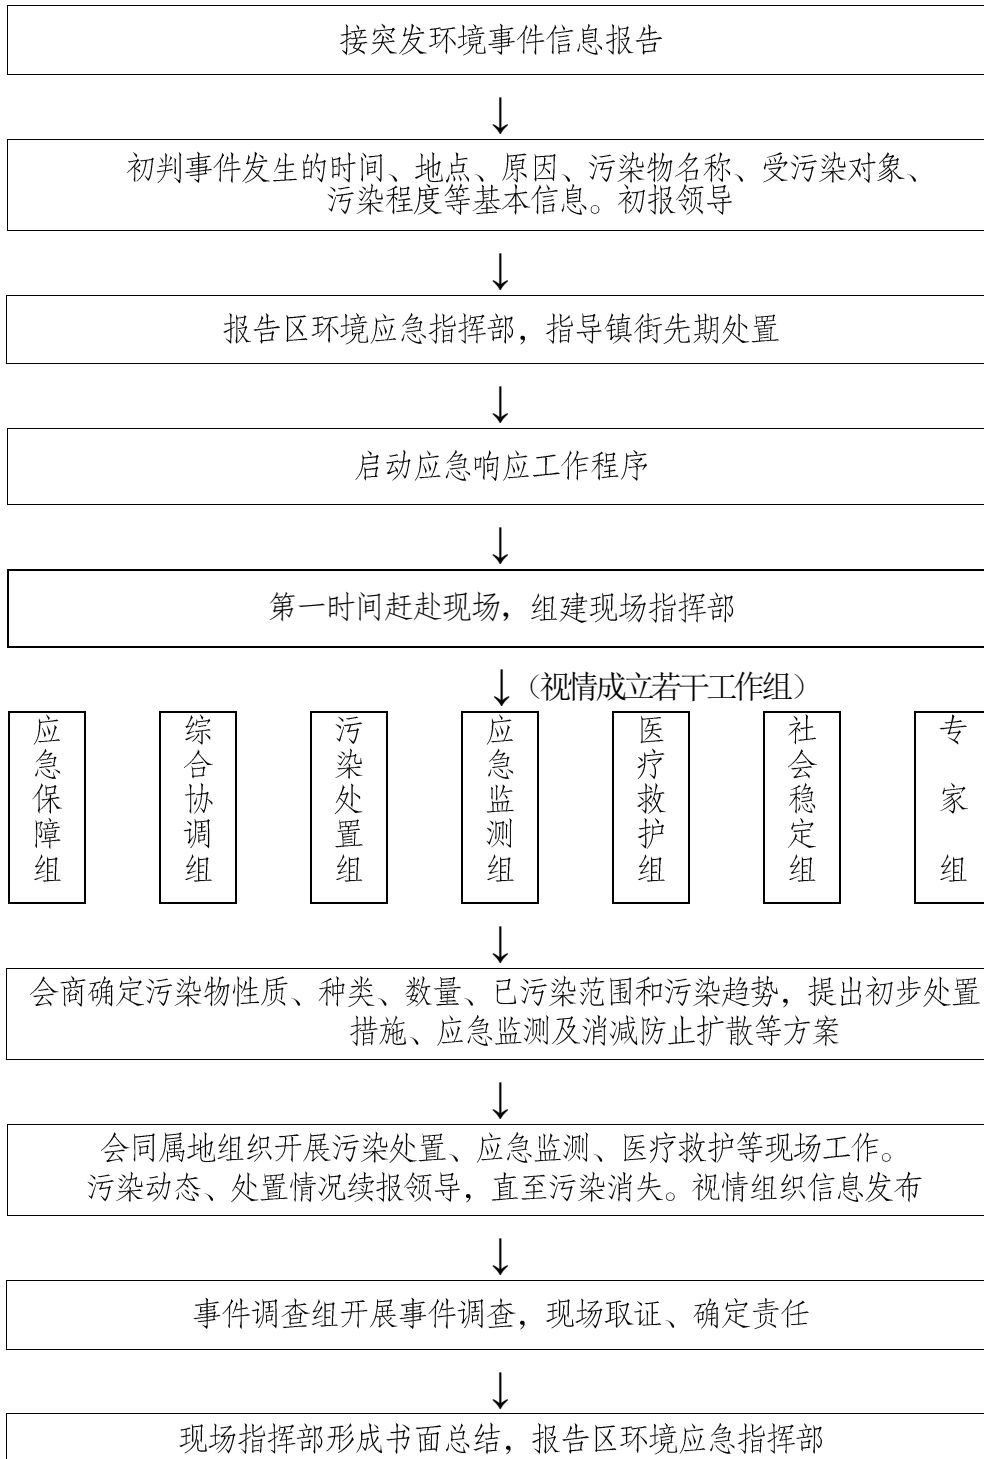 接突发环境事件信息报告
↓
初判事件发生的时间、地点、原因、污染物名称、受污染对象、
污染程度等基本信息。初报领导
↓
报告区环境应急指挥部，指导镇街先期处置
↓
启动应急响应工作程序
↓
第一时间赶赴现场，组建现场指挥部
↓（视情成立若干工作组）
应急保障组
综合协调组
污染处置组
应急监测组
医疗救护组
社会稳定组
专家组
↓
会商确定污染物性质、种类、数量、已污染范围和污染趋势，提出初步处置
措施、应急监测及消减防止扩散等方案
↓
会同属地组织开展污染处置、应急监测、医疗救护等现场工作。
污染动态、处置情况续报领导，直至污染消失。视情组织信息发布
↓
事件调查组开展事件调查，现场取证、确定责任
↓
现场指挥部形成书面总结，报告区环境应急指挥部